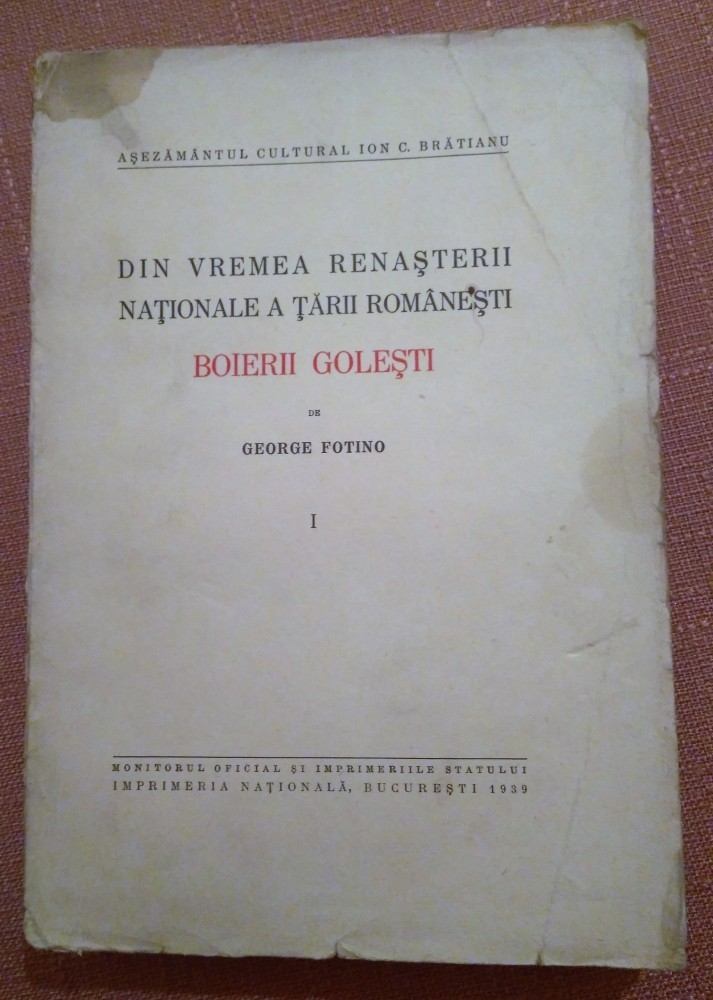 AŞEZĂMÂNTUL CULTURAL ION C. BRĂTIANU
DIN VREMEA RENAŞTERII
NAŢIONALE A ŢĂRII ROMÂNEŞTI
BOIERII GOLEŞTI
DE
GEORGE FOTINO
I
MONITORUL OFICIAL ŞI IMPRIMERIILE STATULUI
IMPRIMERIA NAŢIONALĂ, BUCUREŞTI 1939